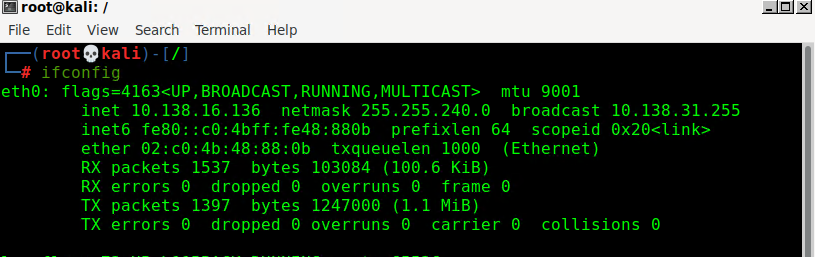 root@kali: /
File Edit View Search Terminal Help
┌──(root💀kali)-[/]
└─# ifconfig
eth0: flags=4163<UP,BROADCAST,RUNNING,MULTICAST>  mtu 9001
        inet 10.138.16.136  netmask 255.255.240.0  broadcast 10.138.31.255
        inet6 fe80::c0:4bff:fe48:880b  prefixlen 64  scopeid 0x20<link>
        ether 02:c0:4b:48:88:0b  txqueuelen 1000  (Ethernet)
        RX packets 1537  bytes 103084 (100.6 KiB)
        RX errors 0  dropped 0  overruns 0  frame 0
        TX packets 1397  bytes 1247000 (1.1 MiB)
        TX errors 0  dropped 0 overruns 0  carrier 0  collisions 0